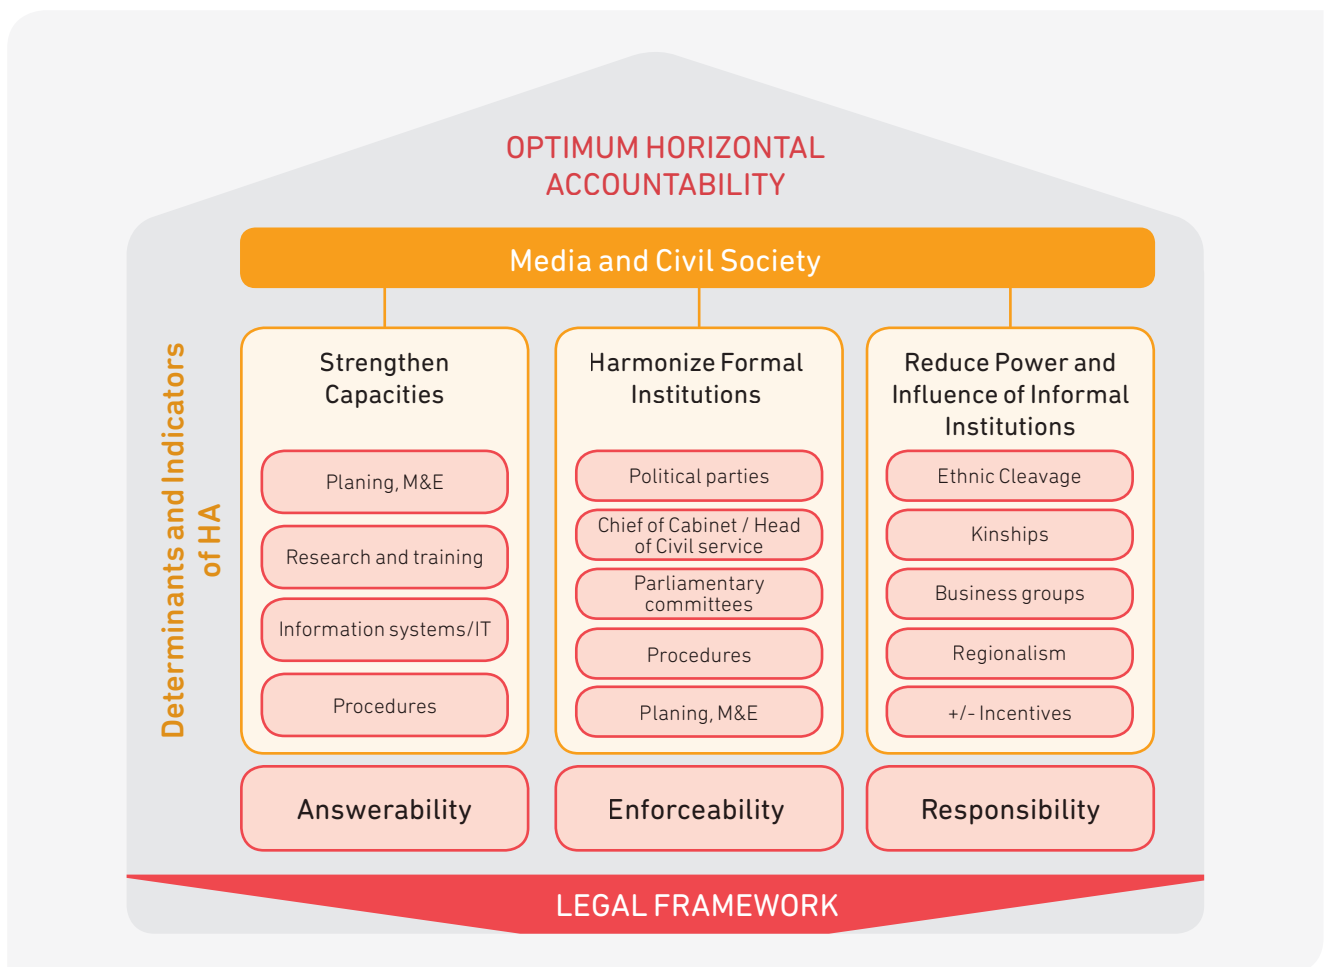 OPTIMUM HORIZONTAL
ACCOUNTABILITY
Media and Civil Society
Determinants and Indicators
of HA
Strengthen
Capacities
Planing, M&E
Research and training
Information systems/IT
Procedures
Harmonize Formal
Institutions
Political parties
Chief of Cabinet / Head
of Civil service
Parliamentary
committees
Procedures
Planing, M&E
Reduce Power and
Influence of Informal
Institutions
Ethnic Cleavage
Kinships
Business groups
Regionalism
+/- Incentives
Answerability
Enforceability
Responsibility
LEGAL FRAMEWORK